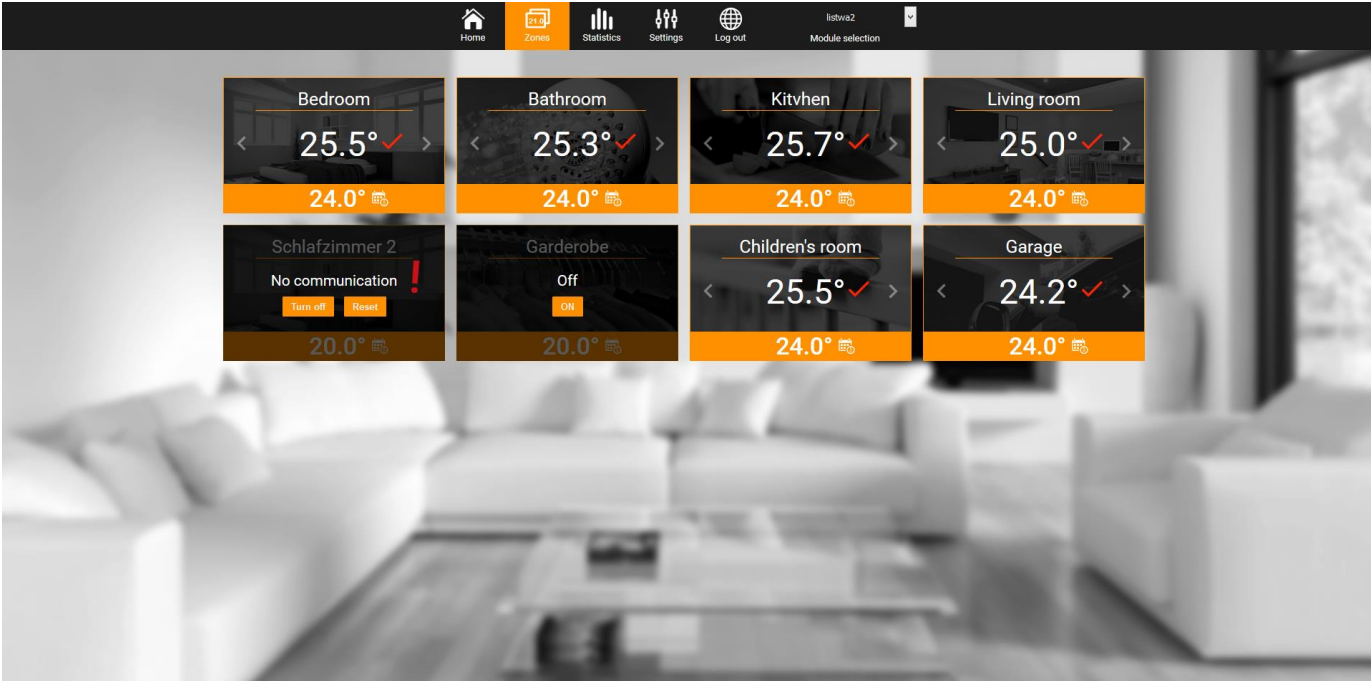 21.0
Home
Zones
Statistics
Settings
Log out
listwa2
Module selection
Bedroom
25.5°
24.0°
Bathroom
25.3°
24.0°
Kitvhen
25.7°
24.0°
Living room
25.0°
24.0°
Schlafzimmer 2
No communication !
Turn off Reset
20.0°
Garderobe
Off
ON
20.0°
Children's room
25.5°
24.0°
Garage
24.2°
24.0°